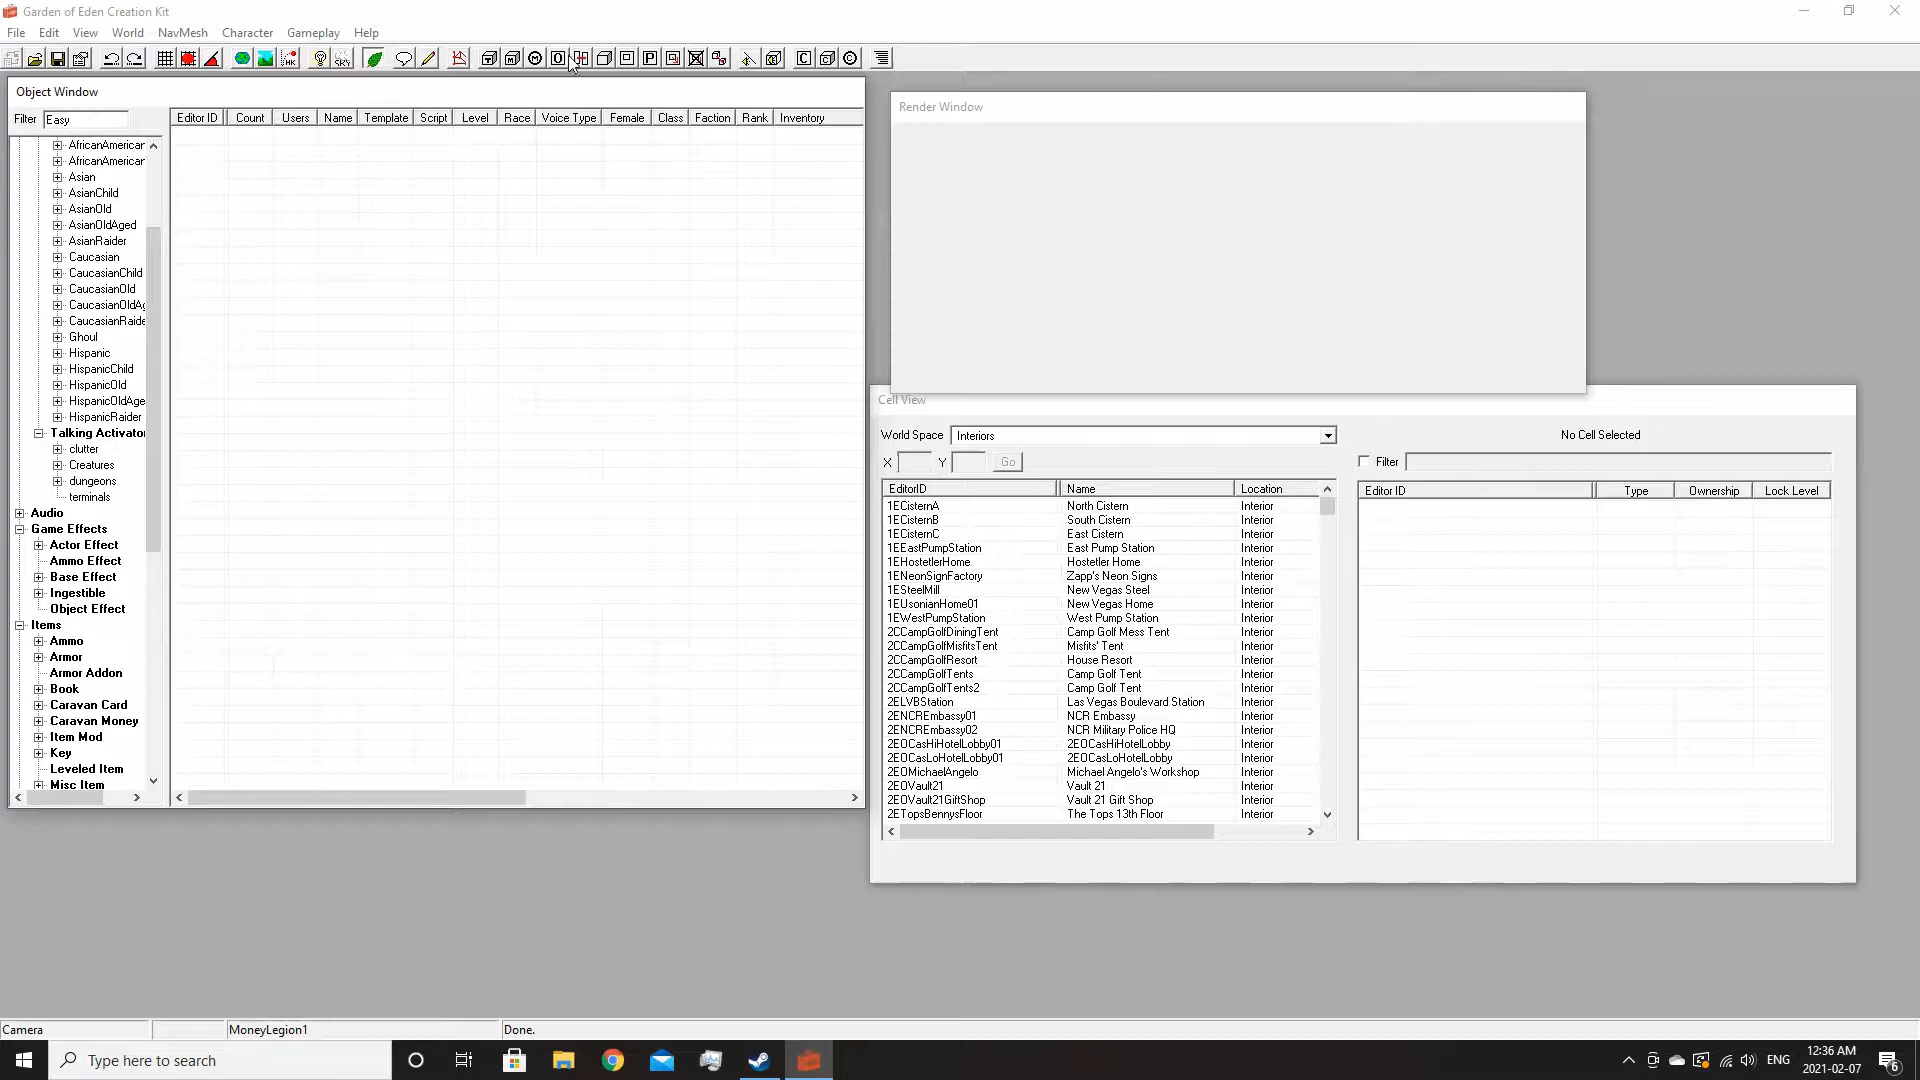 Garden of Eden Creation Kit
File Edit View World NavMesh Character Gameplay Help
Object Window
Filter Easy
Editor ID Count Users Name Template Script Level Race Voice Type Female Class Faction Rank Inventory
AfricanAmerican
AfricanAmerican
Asian
AsianChild
AsianOld
AsianOldAged
AsianRaider
Caucasian
CaucasianChild
CaucasianOld
CaucasianOldAg
CaucasianRaide
Ghoul
Hispanic
HispanicChild
HispanicOld
HispanicOldAge
HispanicRaider
Talking Activato
clutter
Creatures
dungeons
terminals
Audio
Game Effects
Actor Effect
Ammo Effect
Base Effect
Ingestible
Object Effect
Items
Ammo
Armor
Armor Addon
Book
Caravan Card
Caravan Money
Item Mod
Key
Leveled Item
Misc Item
Render Window
Cell View
World Space Interiors
No Cell Selected
X Y Go
Filter
EditorID Name Location
1ECisternA North Cistern Interior
1ECisternB South Cistern Interior
1ECisternC East Cistern Interior
1EEastPumpStation East Pump Station Interior
1EHostetlerHome Hostetler Home Interior
1ENeonSignFactory Zapp's Neon Signs Interior
1ESteelMill New Vegas Steel Interior
1EUsonianHome01 New Vegas Home Interior
1EWestPumpStation West Pump Station Interior
2CCampGolfDiningTent Camp Golf Mess Tent Interior
2CCampGolfMisfitsTent Misfits' Tent Interior
2CCampGolfResort House Resort Interior
2CCampGolfTents Camp Golf Tent Interior
2CCampGolfTents2 Camp Golf Tent Interior
2ELVBStation Las Vegas Boulevard Station Interior
2ENCREmbassy01 NCR Embassy Interior
2ENCREmbassy02 NCR Military Police HQ Interior
2EOCasHiHotelLobby01 2EOCasHiHotelLobby Interior
2EOCasLoHotelLobby01 2EOCasLoHotelLobby Interior
2EOMichaelAngelo Michael Angelo's Workshop Interior
2EOVault21 Vault 21 Interior
2EOVault21GiftShop Vault 21 Gift Shop Interior
2ETopsBennysFloor The Tops 13th Floor Interior
Editor ID Type Ownership Lock Level
Camera MoneyLegion1 Done.
Type here to search
ENG
12:36 AM
2021-02-07
6